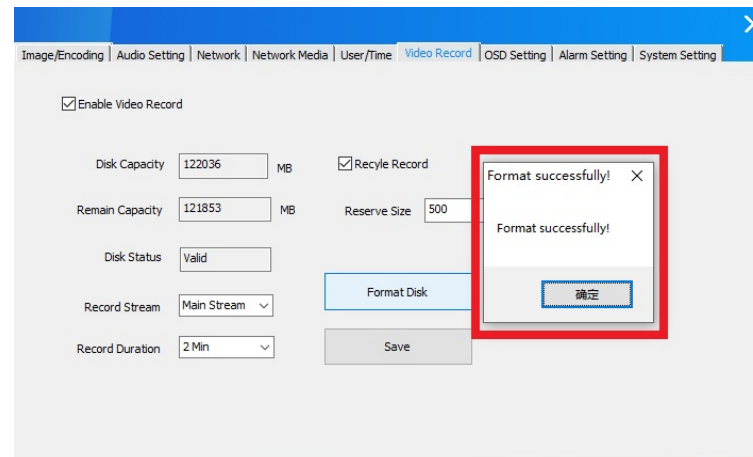 Image/Encoding Audio Setting Network Network Media User/Time Video Record OSD Setting Alarm Setting System Setting
Enable Video Record
Disk Capacity 122036 MB Recyle Record
Remain Capacity 121853 MB Reserve Size 500
Disk Status Valid
Record Stream Main Stream Format Disk
Record Duration 2 Min Save
Format successfully!
Format successfully!
确定